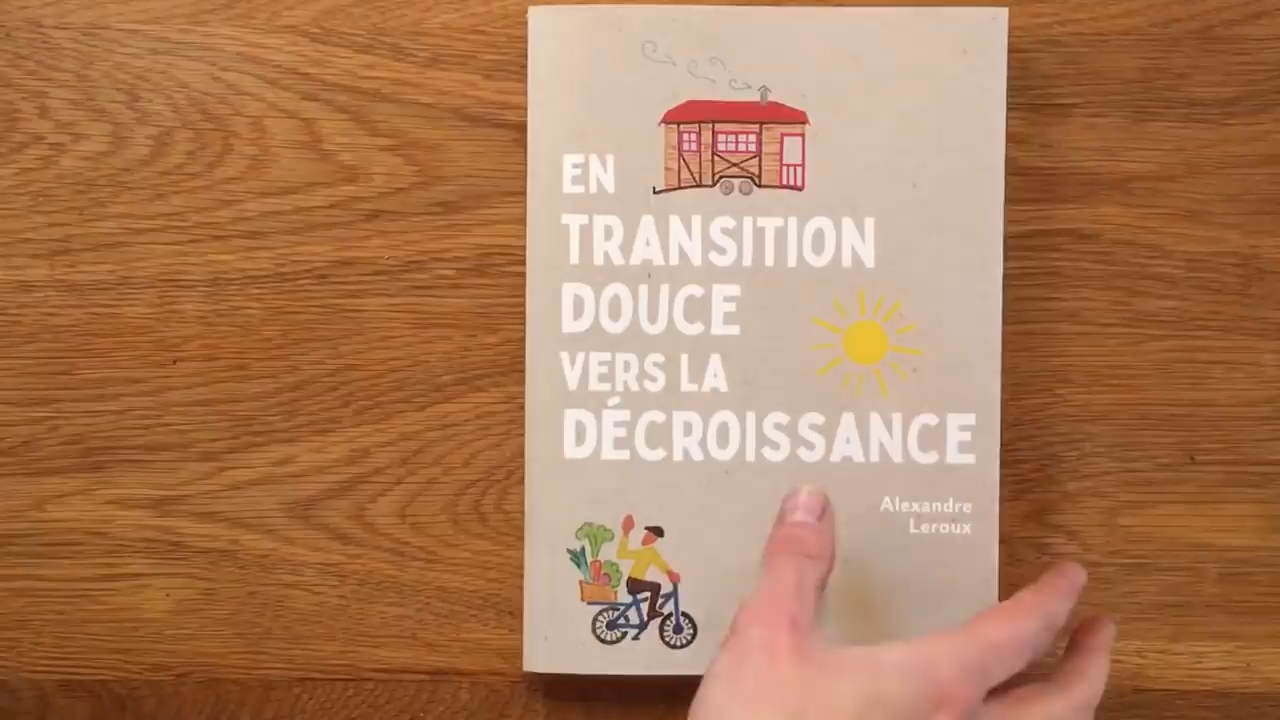 EN
TRANSITION
DOUCE
VERS LA
DÉCROISSANCE
Alexandre
Leroux